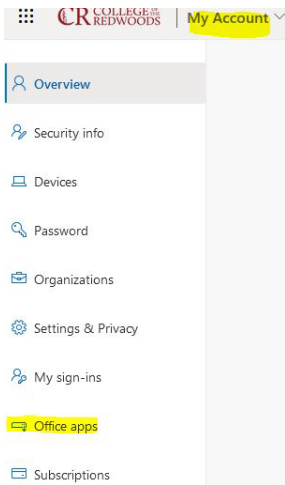 CR COLLEGE OF THE REDWOODS My Account
Overview
Security info
Devices
Password
Organizations
Settings & Privacy
My sign-ins
Office apps
Subscriptions